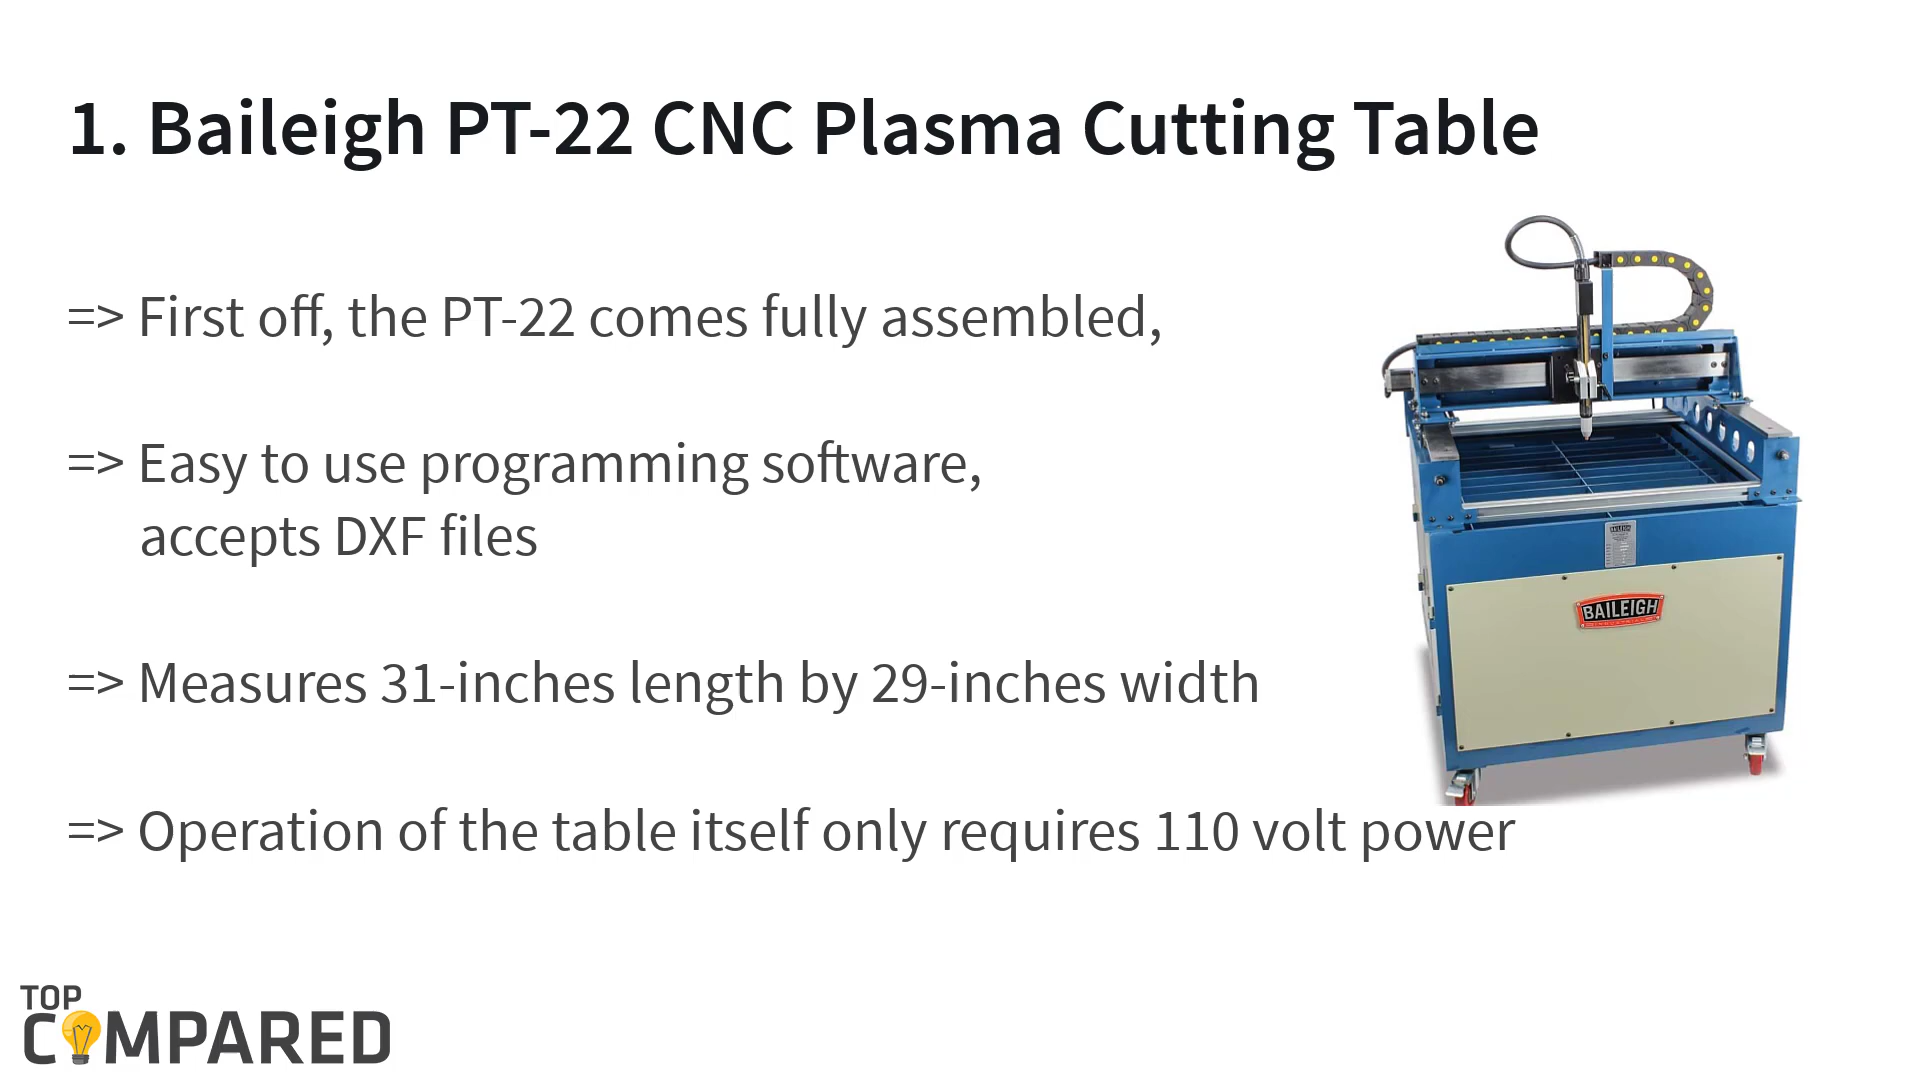 1. Baileigh PT-22 CNC Plasma Cutting Table
=> First off, the PT-22 comes fully assembled,
=> Easy to use programming software,
accepts DXF files
=> Measures 31-inches length by 29-inches width
=> Operation of the table itself only requires 110 volt power
BAILEIGH
TOP
COMPARED